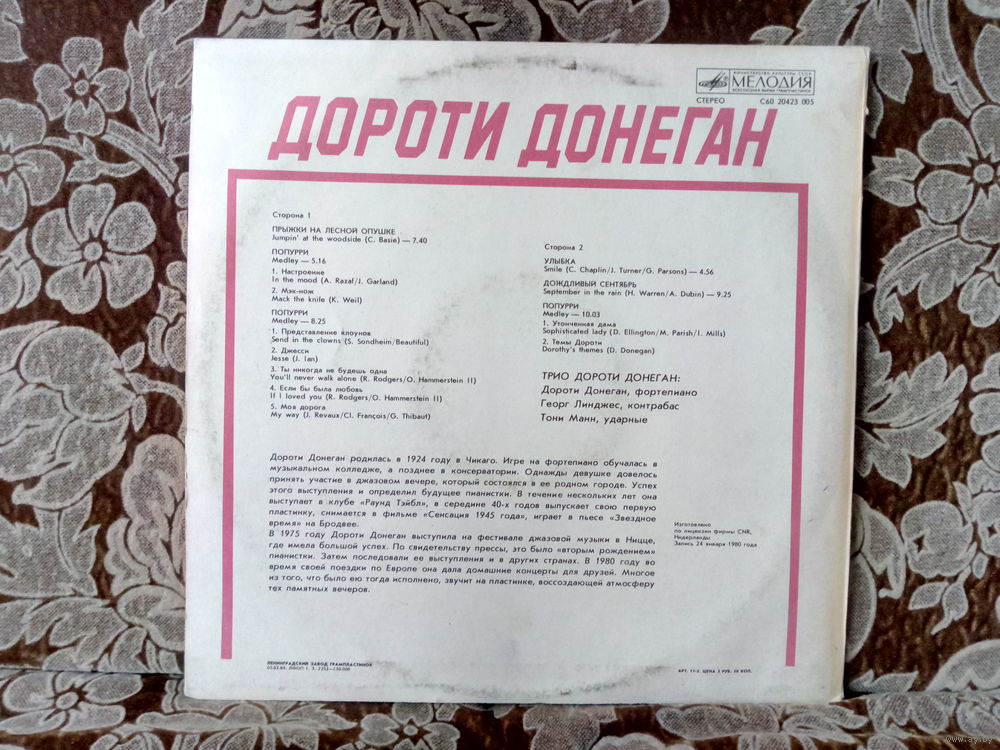 МИНИСТЕРСТВО КУЛЬТУРЫ СССР
МЕЛОДИЯ
ВСЕСОЮЗНАЯ ФИРМА ГРАМПЛАСТИНОК
СТЕРЕО С60 20423 005
ДОРОТИ ДОНЕГАН
Сторона 1
ПРЫЖКИ НА ЛЕСНОЙ ОПУШКЕ
Jumpin' at the woodside (C. Basie) — 7.40
ПОПУРРИ
Medley — 5.16
1. Настроение
In the mood (A. Razaf/J. Garland)
2. Мэк-нож
Mack the knife (K. Weil)
ПОПУРРИ
Medley — 8.25
1. Представление клоунов
Send in the clowns (S. Sondheim/Beautiful)
2. Джесси
Jesse (J. Ian)
3. Ты никогда не будешь одна
You'll never walk alone (R. Rodgers/O. Hammerstein II)
4. Если бы была любовь
If I loved you (R. Rodgers/O. Hammerstein II)
5. Моя дорога
My way (J. Revaux/Cl. François/G. Thibaut)
Сторона 2
УЛЫБКА
Smile (C. Chaplin/J. Turner/G. Parsons) — 4.56
ДОЖДЛИВЫЙ СЕНТЯБРЬ
September in the rain (H. Warren/A. Dubin) — 9.25
ПОПУРРИ
Medley — 10.03
1. Утонченная дама
Sophisticated lady (D. Ellington/M. Parish/I. Mills)
2. Темы Дороти
Dorothy's themes (D. Donegan)
ТРИО ДОРОТИ ДОНЕГАН:
Дороти Донеган, фортепиано
Георг Линджес, контрабас
Тони Манн, ударные
Дороти Донеган родилась в 1924 году в Чикаго. Игре на фортепиано обучалась в
музыкальном колледже, а позднее в консерватории. Однажды девушке довелось
принять участие в джазовом вечере, который состоялся в ее родном городе. Успех
этого выступления и определил будущее пианистки. В течение нескольких лет она
выступает в клубе «Раунд Тэйбл», в середине 40-х годов выпускает свою первую
пластинку, снимается в фильме «Сенсация 1945 года», играет в пьесе «Звездное
время» на Бродвее.
В 1975 году Дороти Донеган выступила на фестивале джазовой музыки в Ницце,
где имела большой успех. По свидетельству прессы, это было «вторым рождением»
пианистки. Затем последовали ее выступления и в других странах. В 1980 году во
время своей поездки по Европе она дала домашние концерты для друзей. Многое
из того, что было ею тогда исполнено, звучит на пластинке, воссоздающей атмосферу
тех памятных вечеров.
Изготовлено
по лицензии фирмы CNR,
Нидерланды
Запись 24 января 1980 года
ЛЕНИНГРАДСКИЙ ЗАВОД ГРАМПЛАСТИНОК
АРТ. 11-2. ЦЕНА 3 РУБ. 50 КОП.
www.ay.by